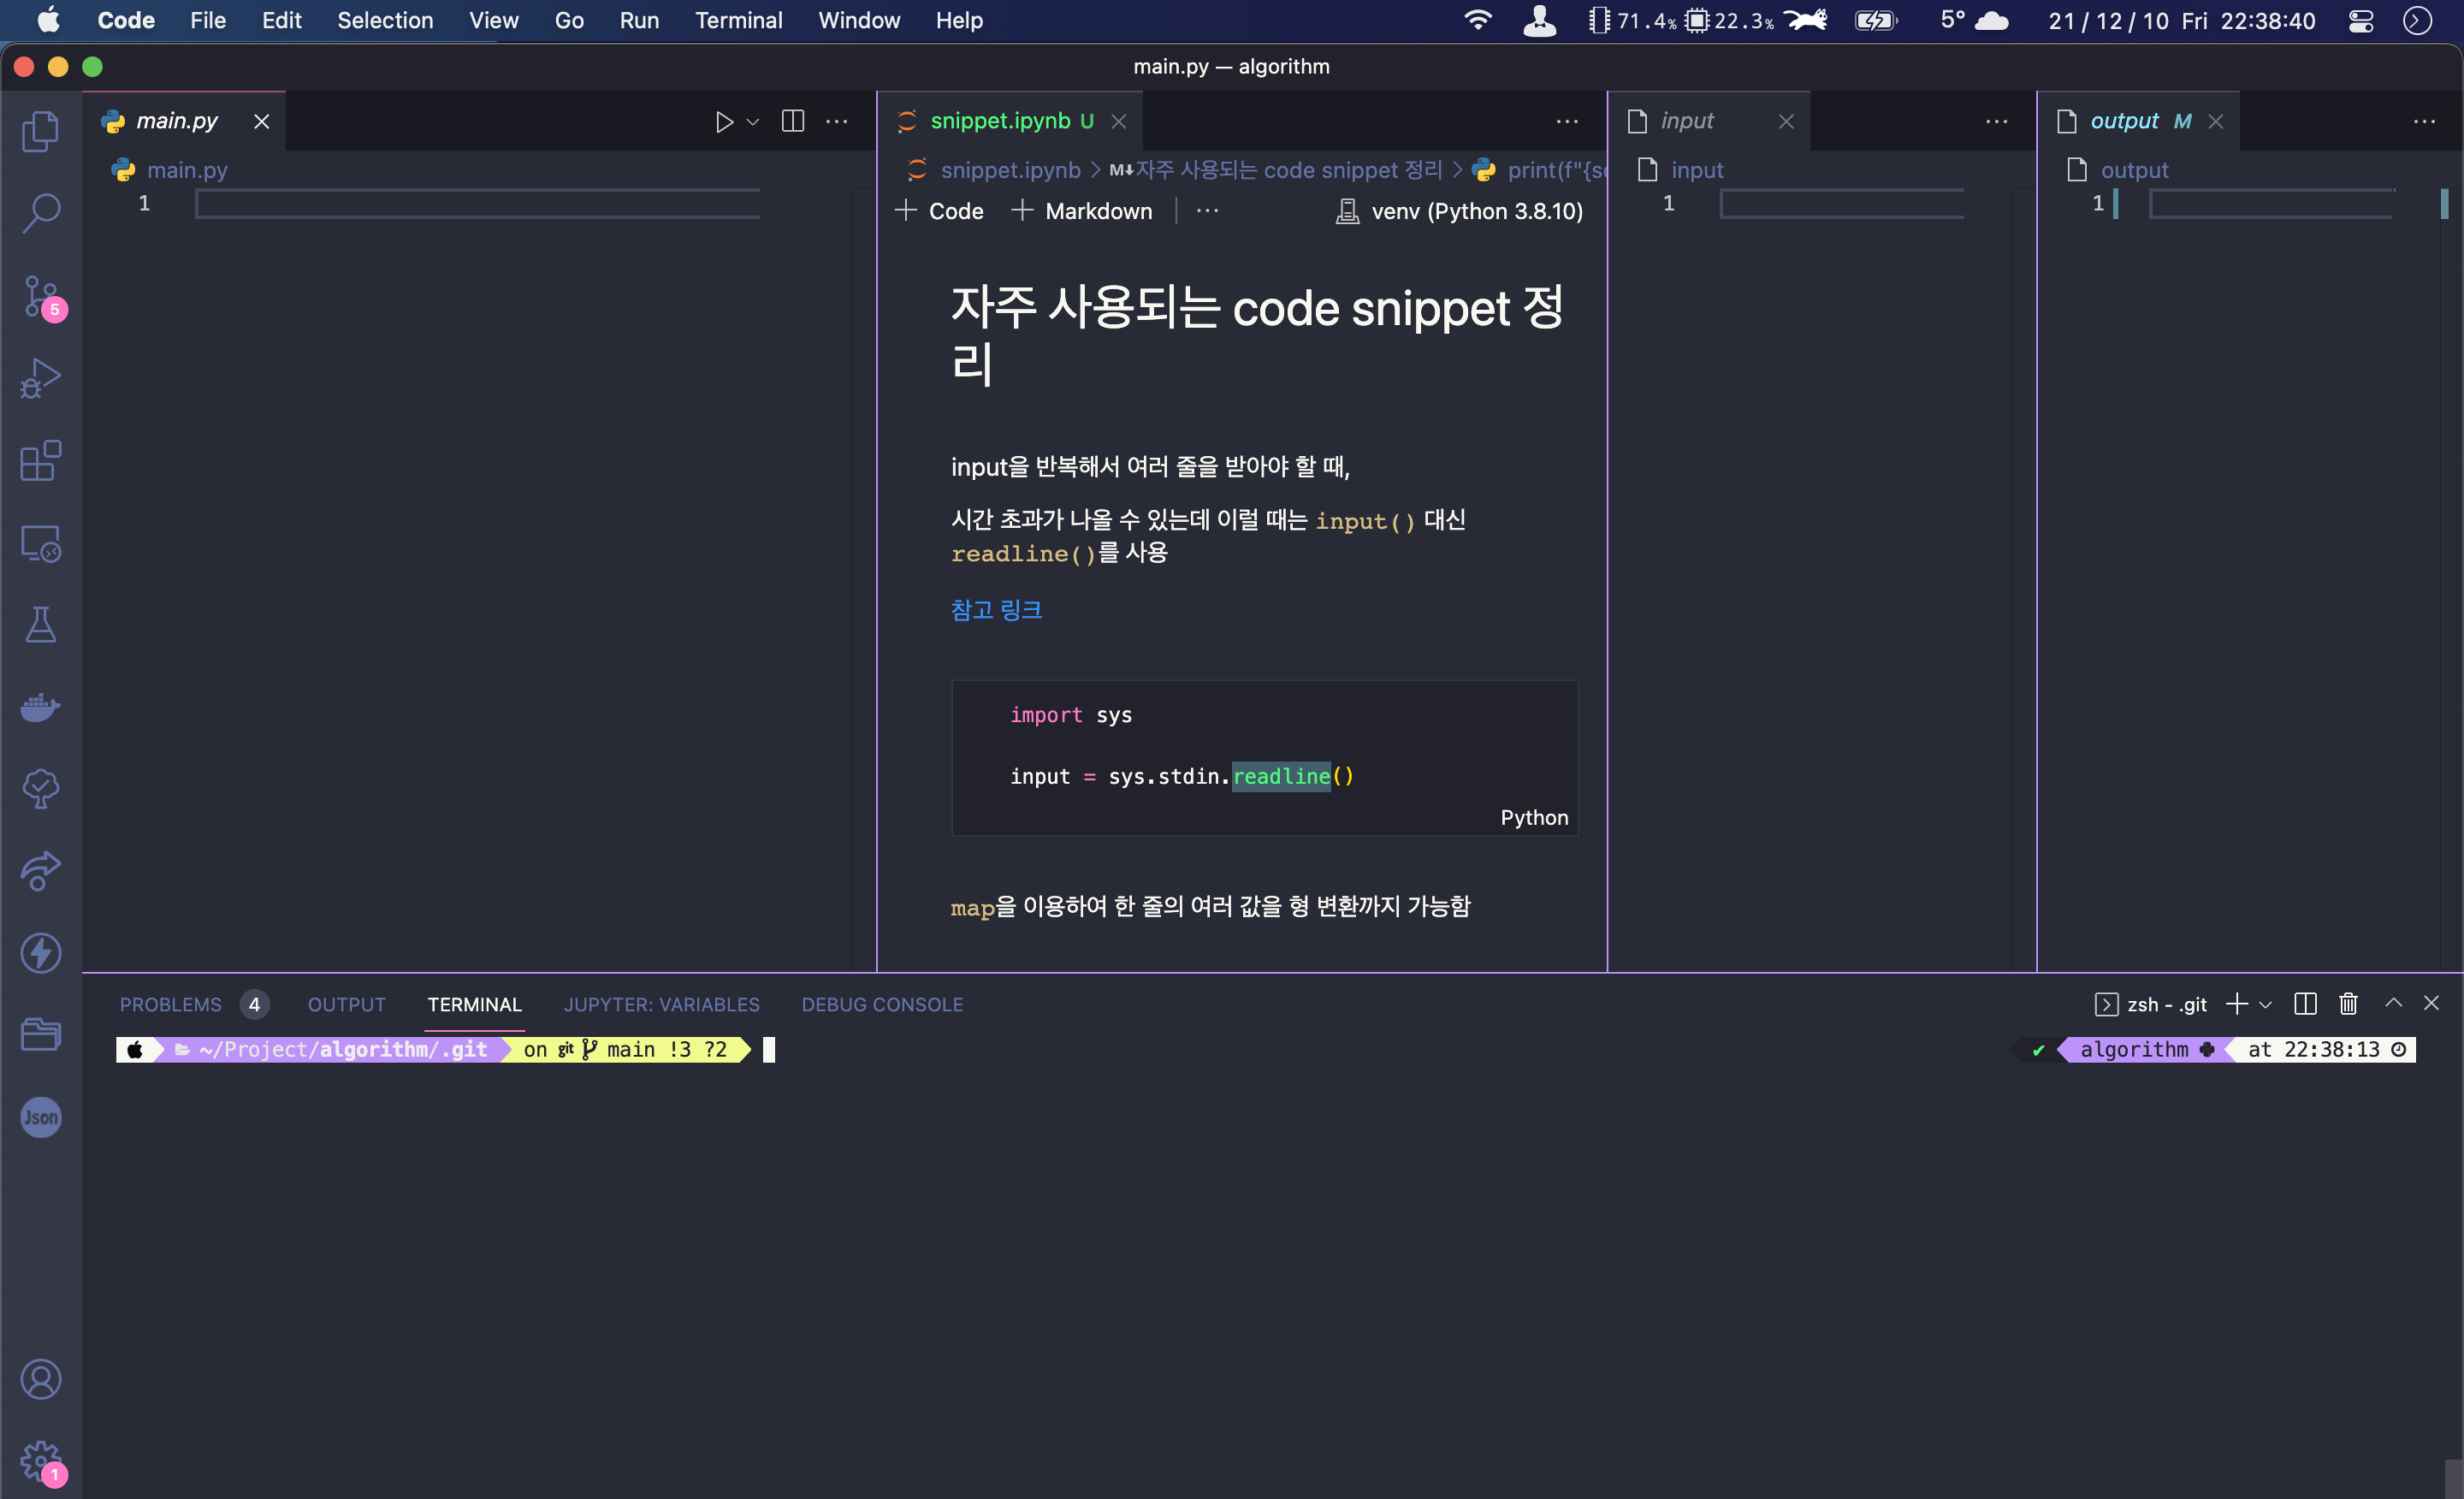 Code File Edit Selection View Go Run Terminal Window Help 71.4% 22.3% 5° 21 / 12 / 10 Fri 22:38:40
main.py — algorithm
main.py
snippet.ipynb U
input
output M
main.py
snippet.ipynb > M↓자주 사용되는 code snippet 정리 > print(f"{s
input
output
1
+ Code + Markdown ··· venv (Python 3.8.10)
1
1
자주 사용되는 code snippet 정
리
5
input을 반복해서 여러 줄을 받아야 할 때,
시간 초과가 나올 수 있는데 이럴 때는 input() 대신
readline()를 사용
참고 링크
import sys
input = sys.stdin.readline()
Python
map을 이용하여 한 줄의 여러 값을 형 변환까지 가능함
PROBLEMS 4 OUTPUT TERMINAL JUPYTER: VARIABLES DEBUG CONSOLE zsh - .git
~/Project/algorithm/.git on git main !3 ?2 ✔ algorithm at 22:38:13
Json
1